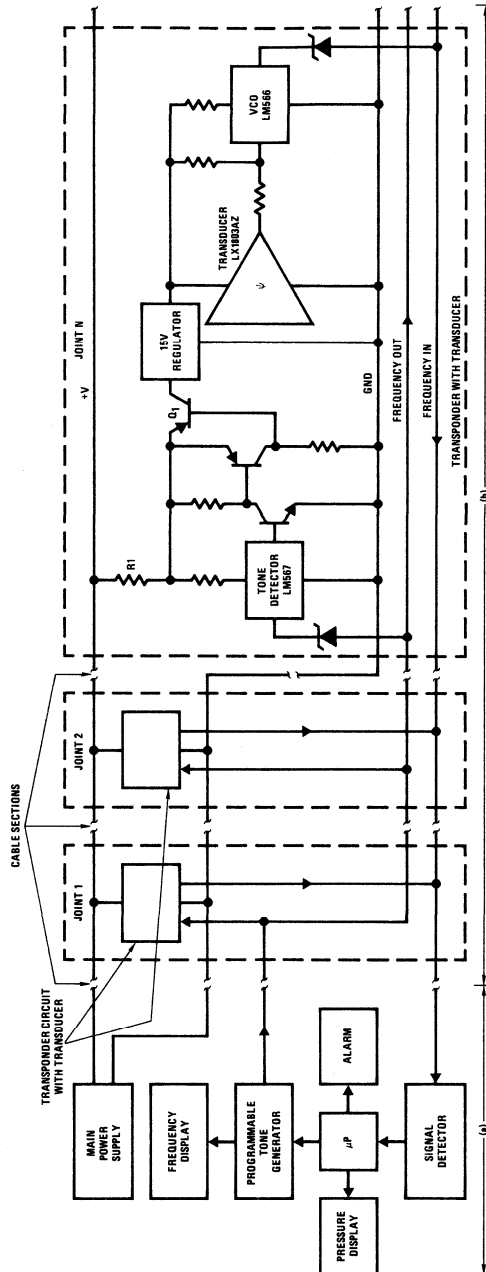 CABLE SECTIONS
TRANSPONDER CIRCUIT
WITH TRANSDUCER
MAIN
POWER
SUPPLY
FREQUENCY
DISPLAY
PROGRAMMABLE
TONE
GENERATOR
PRESSURE
DISPLAY
μP
ALARM
SIGNAL
DETECTOR
(a)
JOINT 1
JOINT 2
JOINT N
+V
R1
TONE
DETECTOR
LM567
Q1
15V
REGULATOR
TRANSDUCER
LX1803AZ
ψ
VCO
LM566
GND
FREQUENCY OUT
FREQUENCY IN
TRANSPONDER WITH TRANSDUCER
(b)